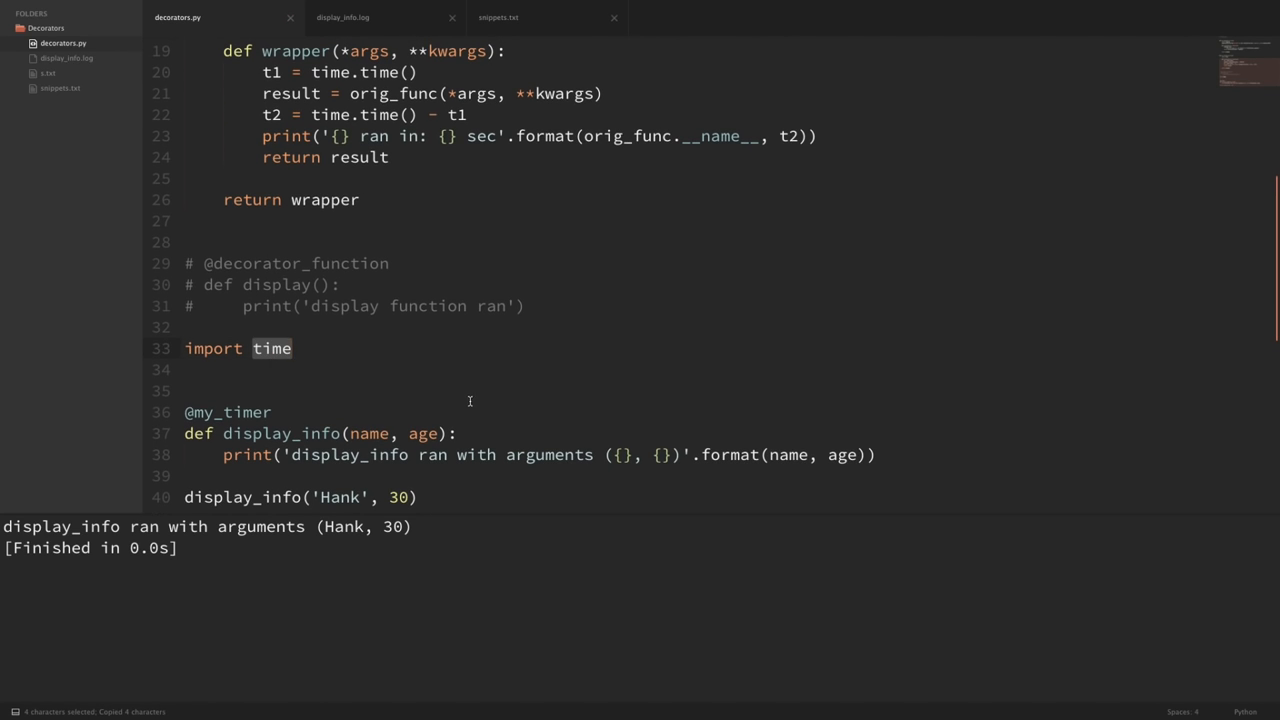 FOLDERS
Decorators
decorators.py
display_info.log
s.txt
snippets.txt
decorators.py display_info.log snippets.txt
19 def wrapper(*args, **kwargs):
20 t1 = time.time()
21 result = orig_func(*args, **kwargs)
22 t2 = time.time() - t1
23 print('{} ran in: {} sec'.format(orig_func.__name__, t2))
24 return result
25
26 return wrapper
27
28
29 # @decorator_function
30 # def display():
31 #     print('display function ran')
32
33 import time
34
35
36 @my_timer
37 def display_info(name, age):
38 print('display_info ran with arguments ({}, {})'.format(name, age))
39
40 display_info('Hank', 30)
display_info ran with arguments (Hank, 30)
[Finished in 0.0s]
4 characters selected; Copied 4 characters Spaces: 4 Python